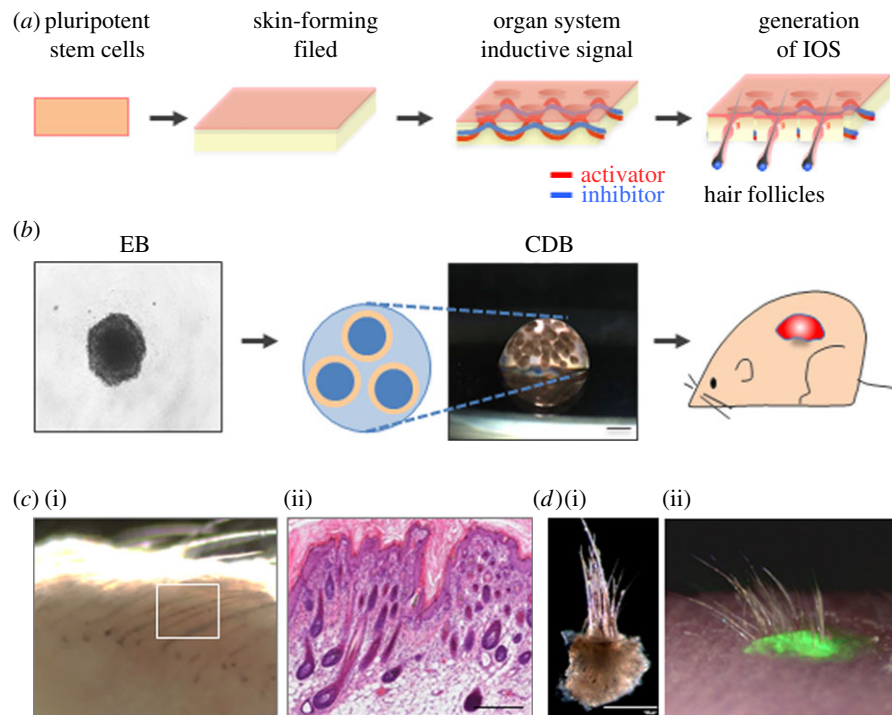 (a) pluripotent
stem cells
skin-forming
filed
organ system
inductive signal
generation
of IOS
activator
inhibitor
hair follicles
(b)
EB
CDB
(c) (i)
(ii)
(d) (i)
(ii)